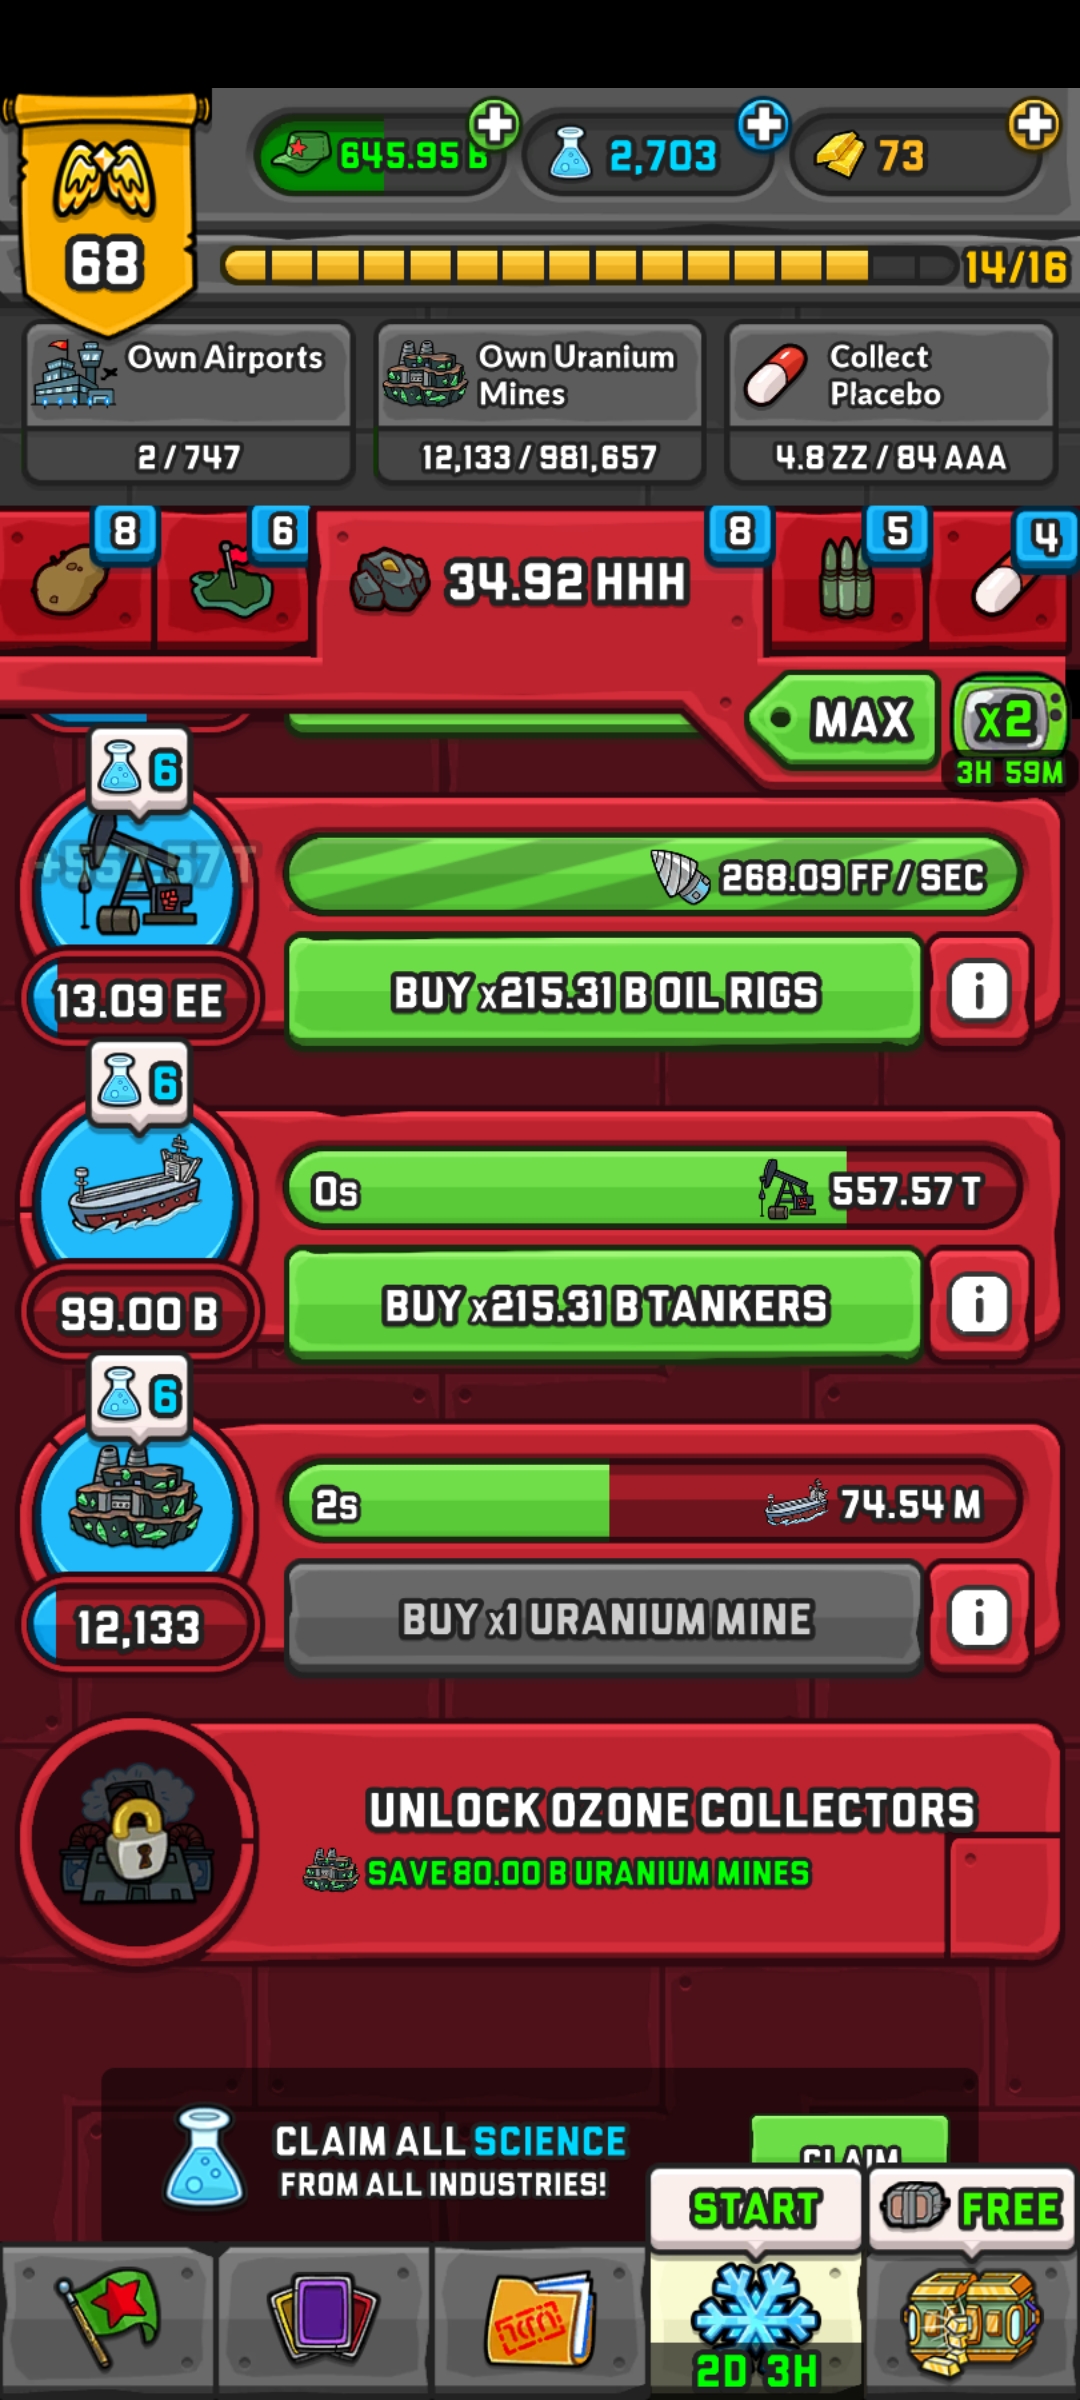 645.95 B
2,703
73
68
14/16
Own Airports
2 / 747
Own Uranium
Mines
12,133 / 981,657
Collect
Placebo
4.8 ZZ / 84 AAA
8
6
34.92 HHH
8
5
4
MAX
x2
3H 59M
6
+557.57 T
268.09 FF / SEC
13.09 EE
BUY x215.31 B OIL RIGS
i
6
0s
557.57 T
99.00 B
BUY x215.31 B TANKERS
i
6
2s
74.54 M
12,133
BUY x1 URANIUM MINE
i
UNLOCK OZONE COLLECTORS
SAVE 80.00 B URANIUM MINES
CLAIM ALL SCIENCE
FROM ALL INDUSTRIES!
CLAIM
START
FREE
2D 3H